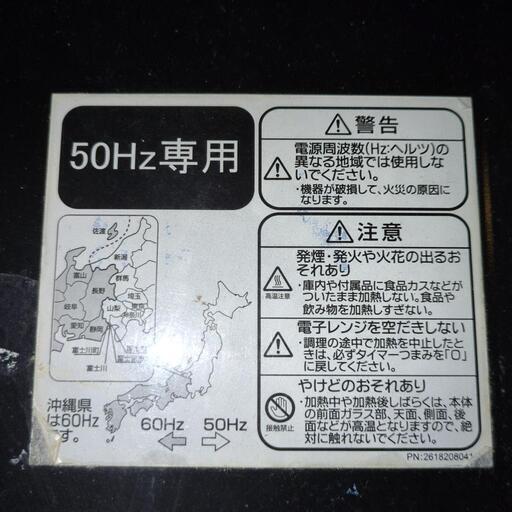 50Hz専用
警告
電源周波数(Hz:ヘルツ)の
異なる地域では使用しな
いでください。
・機器が破損して、火災の原因に
なります。
注意
発煙・発火や火花の出るお
それあり
・庫内や付属品に食品カスなどが
ついたまま加熱しない。食品や
飲み物を加熱しすぎない。
高温注意
電子レンジを空だきしない
・調理の途中で加熱を中止したと
きは、必ずタイマーつまみを「0」
に戻してください。
やけどのおそれあり
・加熱中や加熱後しばらくは、本体
の前面ガラス部、天面、側面、後
面などが高温となりますので、絶
対に触れないでください。
接触禁止
佐渡
新潟
富山
群馬
長野
埼玉
岐阜
山梨
東京
神奈川
愛知
静岡
富士川町
富士川
沖縄県
は60Hz
です。
60Hz
50Hz
PN:2618208041